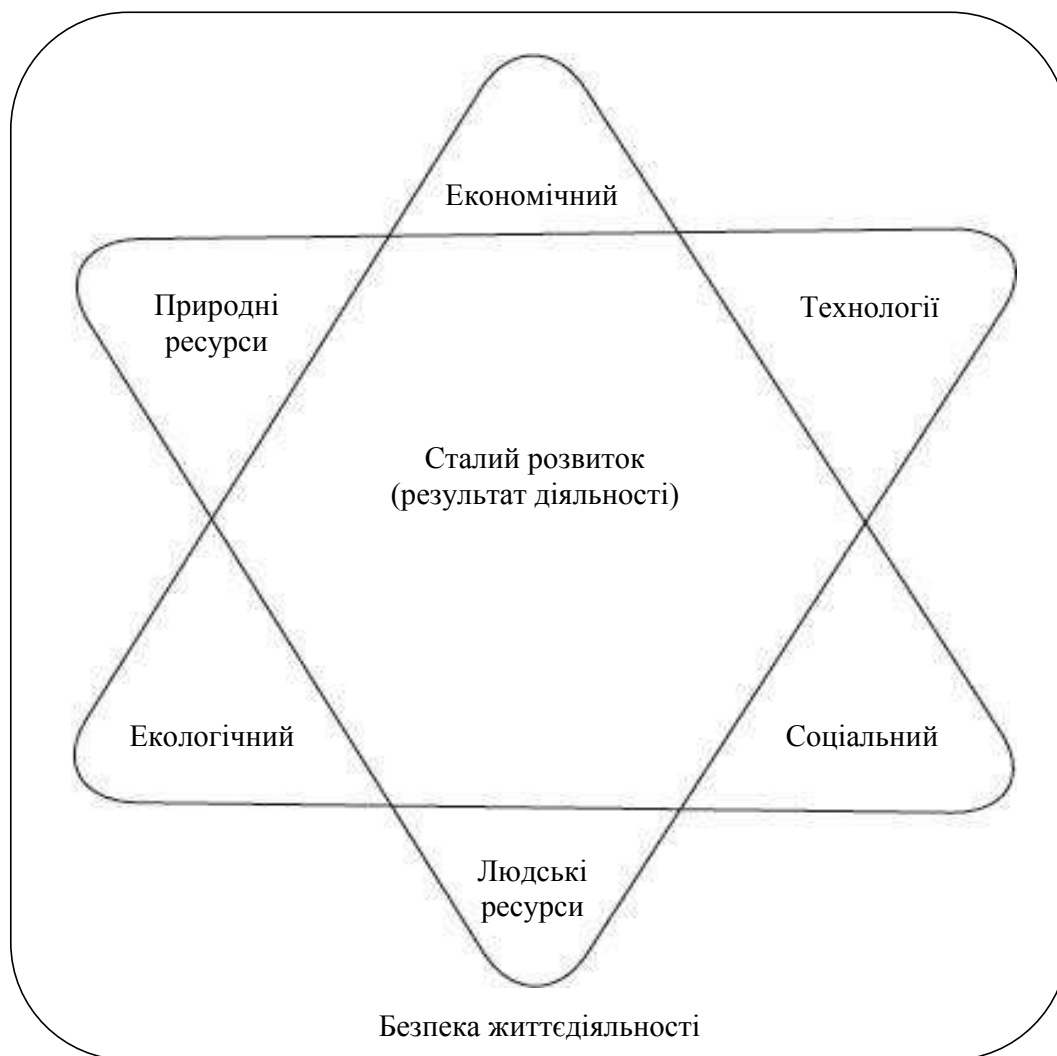 Економічний
Природні
ресурси
Технології
Сталий розвиток
(результат діяльності)
Екологічний
Соціальний
Людські
ресурси
Безпека життєдіяльності